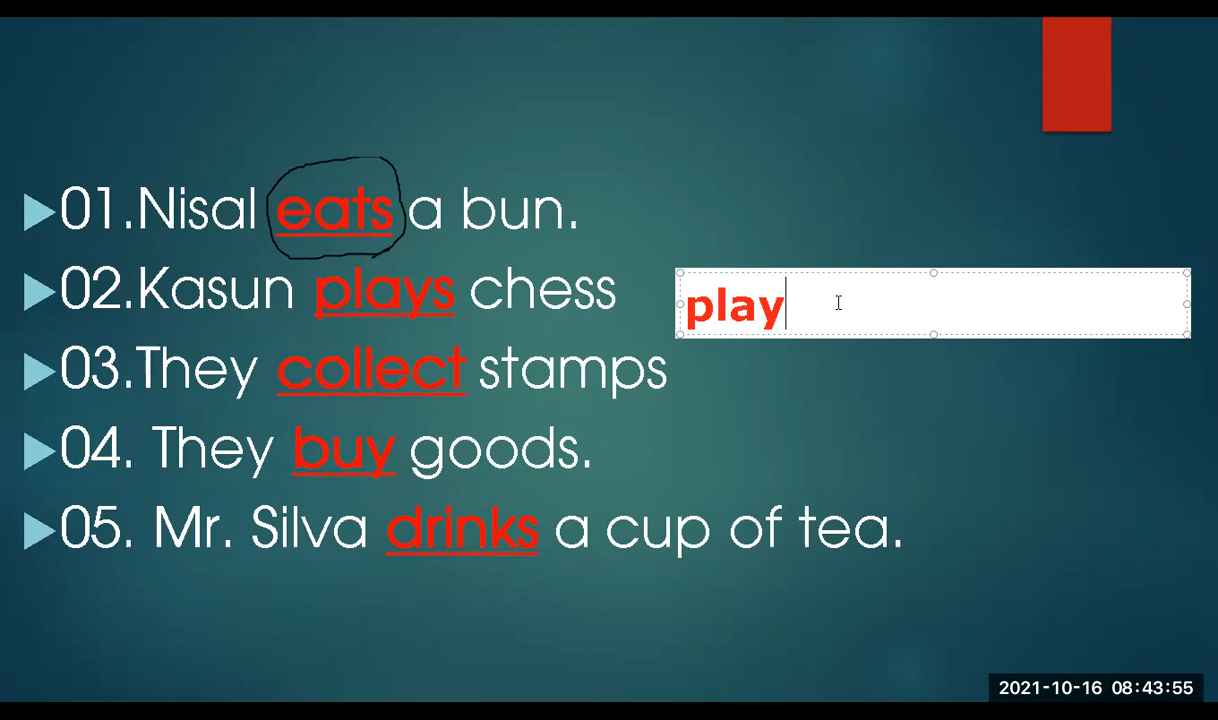 01.Nisal eats a bun.
02.Kasun plays chess
play
03.They collect stamps
04. They buy goods.
05. Mr. Silva drinks a cup of tea.
2021-10-16 08:43:55